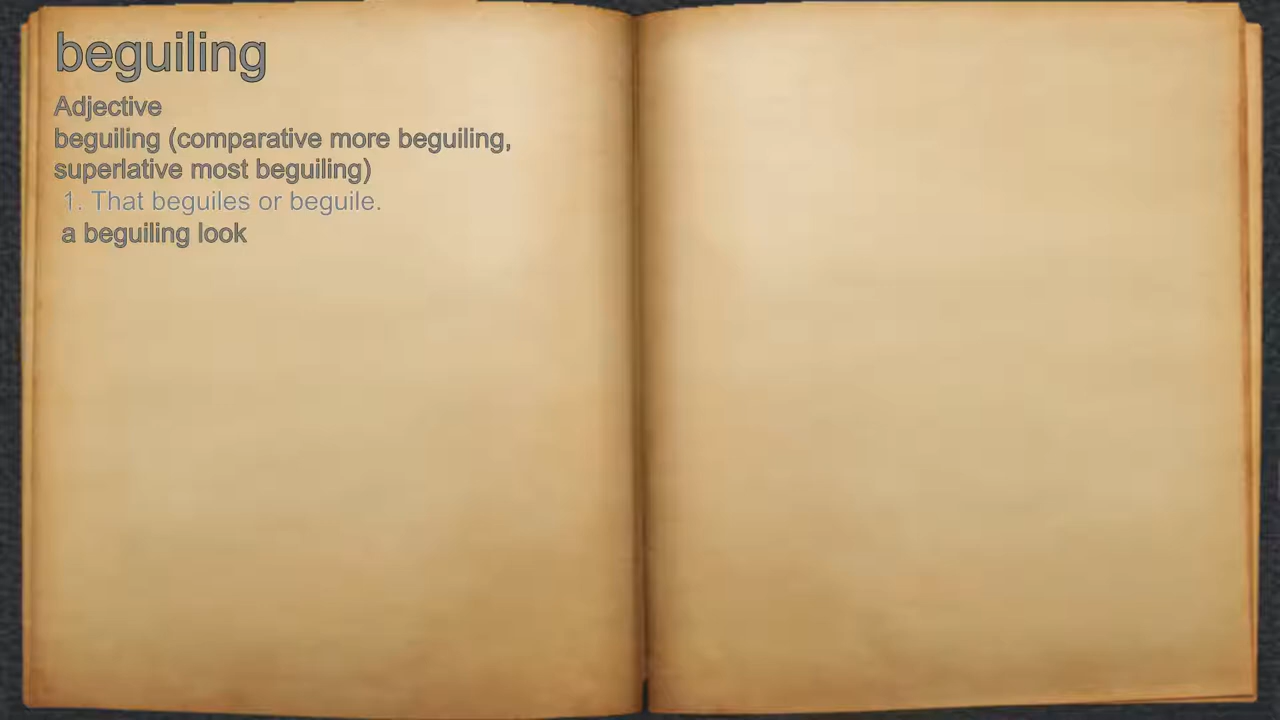 beguiling
Adjective
beguiling (comparative more beguiling,
superlative most beguiling)
1. That beguiles or beguile.
a beguiling look